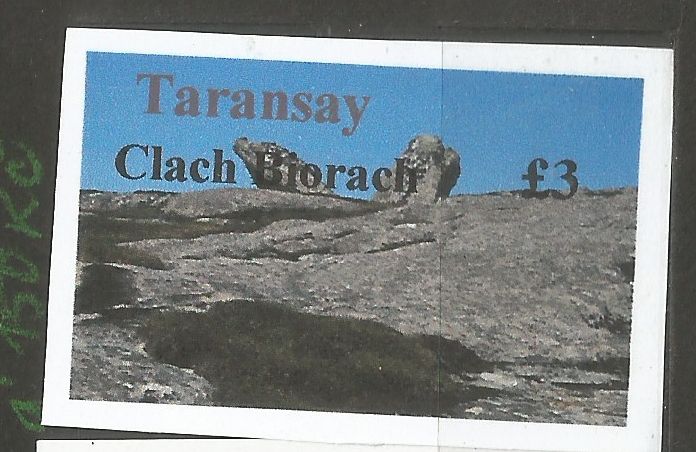 Taransay
Clach Biorach
£3